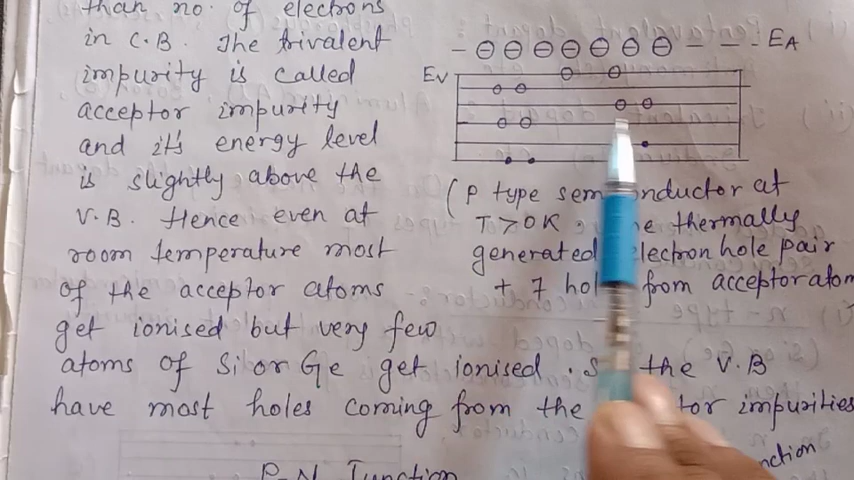 than no. of electrons
in C.B. The trivalent
impurity is called
acceptor impurity
and it's energy level
is slightly above the
V.B. Hence even at
room temperature most
of the acceptor atoms
get ionised but very few
atoms of Si or Ge get ionised. the V.B
have most holes coming from the impurities
EA
EV
(P type at
T>0K thermally
generated hole pair
+ 7 from acceptor atom
P-N Junction